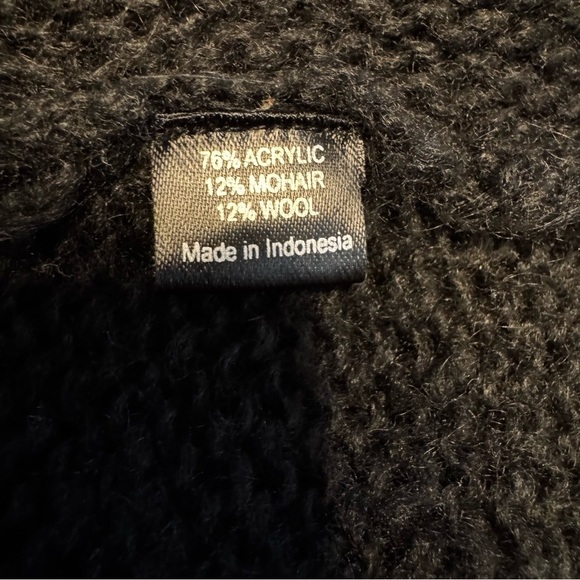 76% ACRYLIC
12% MOHAIR
12% WOOL
Made in Indonesia